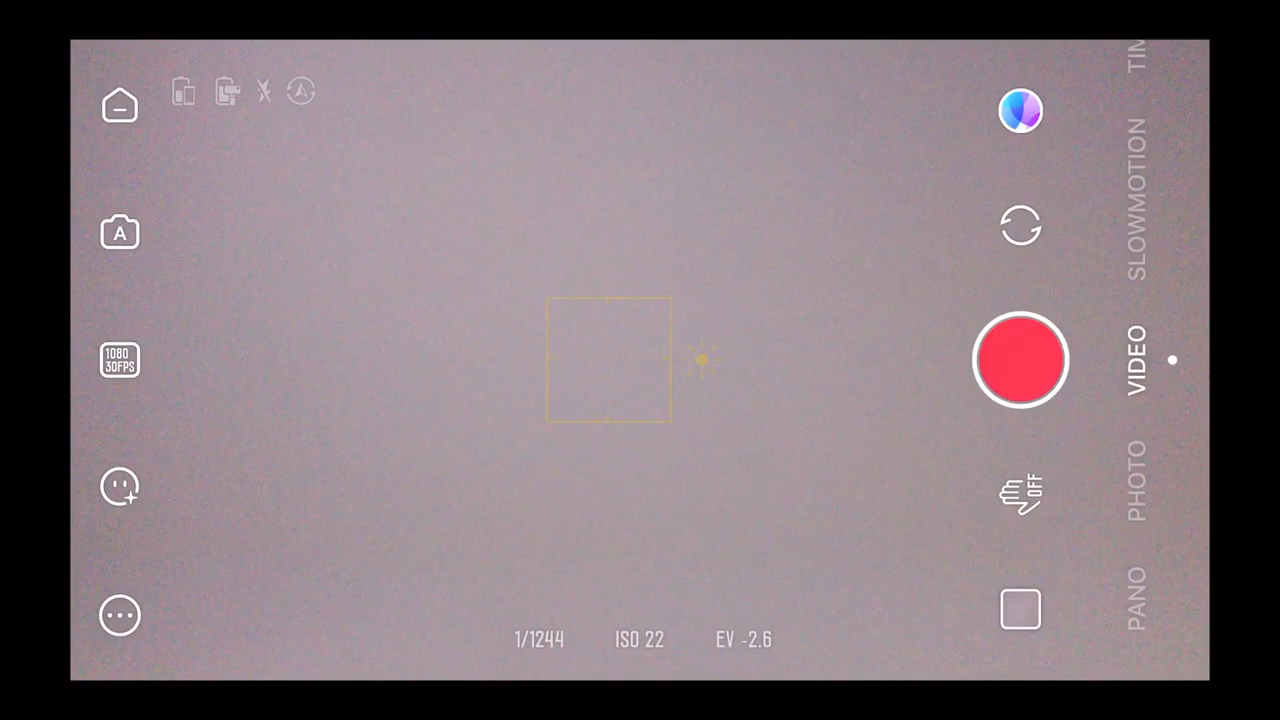 A
1080
30FPS
1/1244
ISO 22
EV -2.6
OFF
TIM
SLOWMOTION
VIDEO
PHOTO
PANO